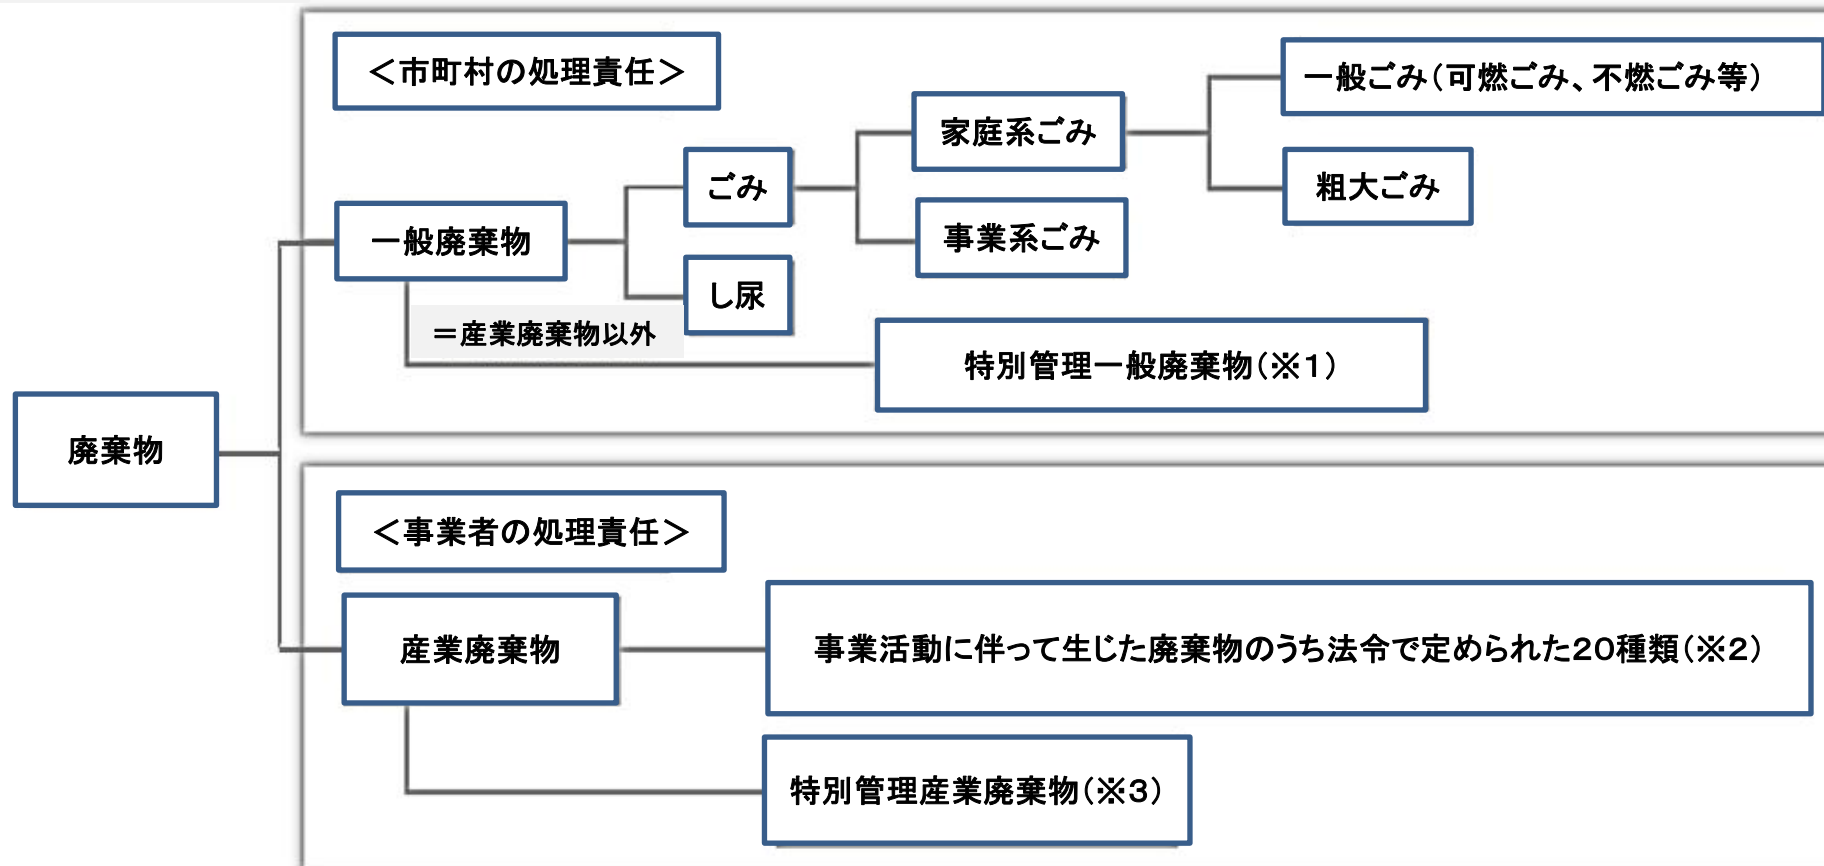 ＜市町村の処理責任＞
一般ごみ（可燃ごみ、不燃ごみ等）
家庭系ごみ
ごみ
粗大ごみ
一般廃棄物
事業系ごみ
し尿
＝産業廃棄物以外
特別管理一般廃棄物（※１）
廃棄物
＜事業者の処理責任＞
産業廃棄物
事業活動に伴って生じた廃棄物のうち法令で定められた２０種類（※２）
特別管理産業廃棄物（※３）